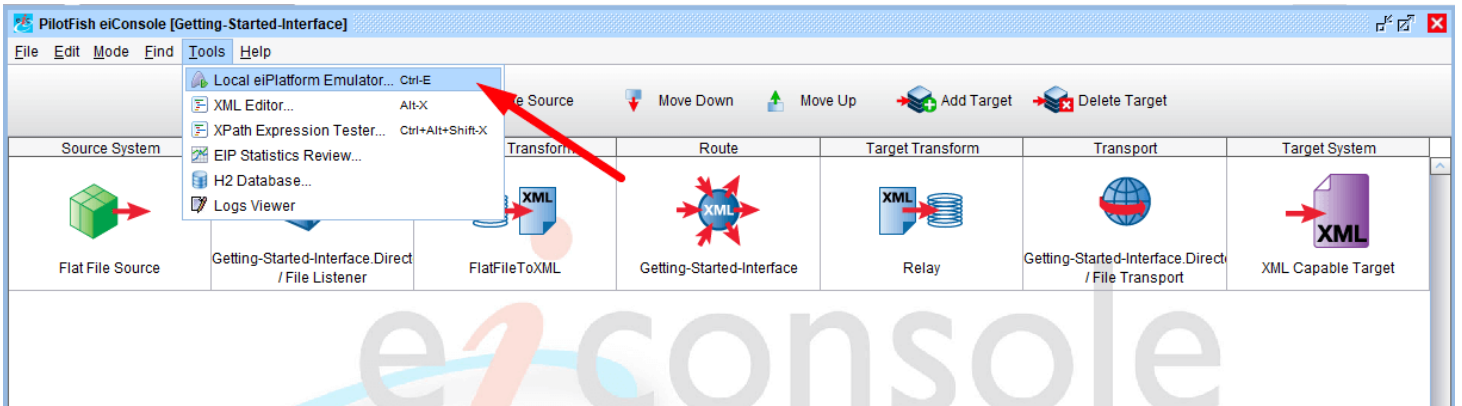 PilotFish eiConsole [Getting-Started-Interface]
File Edit Mode Find Tools Help
Local eiPlatform Emulator... Ctrl-E
XML Editor... Alt-X
XPath Expression Tester... Ctrl+Alt+Shift-X
EIP Statistics Review...
H2 Database...
Logs Viewer
Source Move Down Move Up Add Target Delete Target
Source System Transform Route Target Transform Transport Target System
XML XML XML XML
Flat File Source
Getting-Started-Interface.Direct
/ File Listener
FlatFileToXML
Getting-Started-Interface
Relay
Getting-Started-Interface.Directo
/ File Transport
XML Capable Target
eiconsole